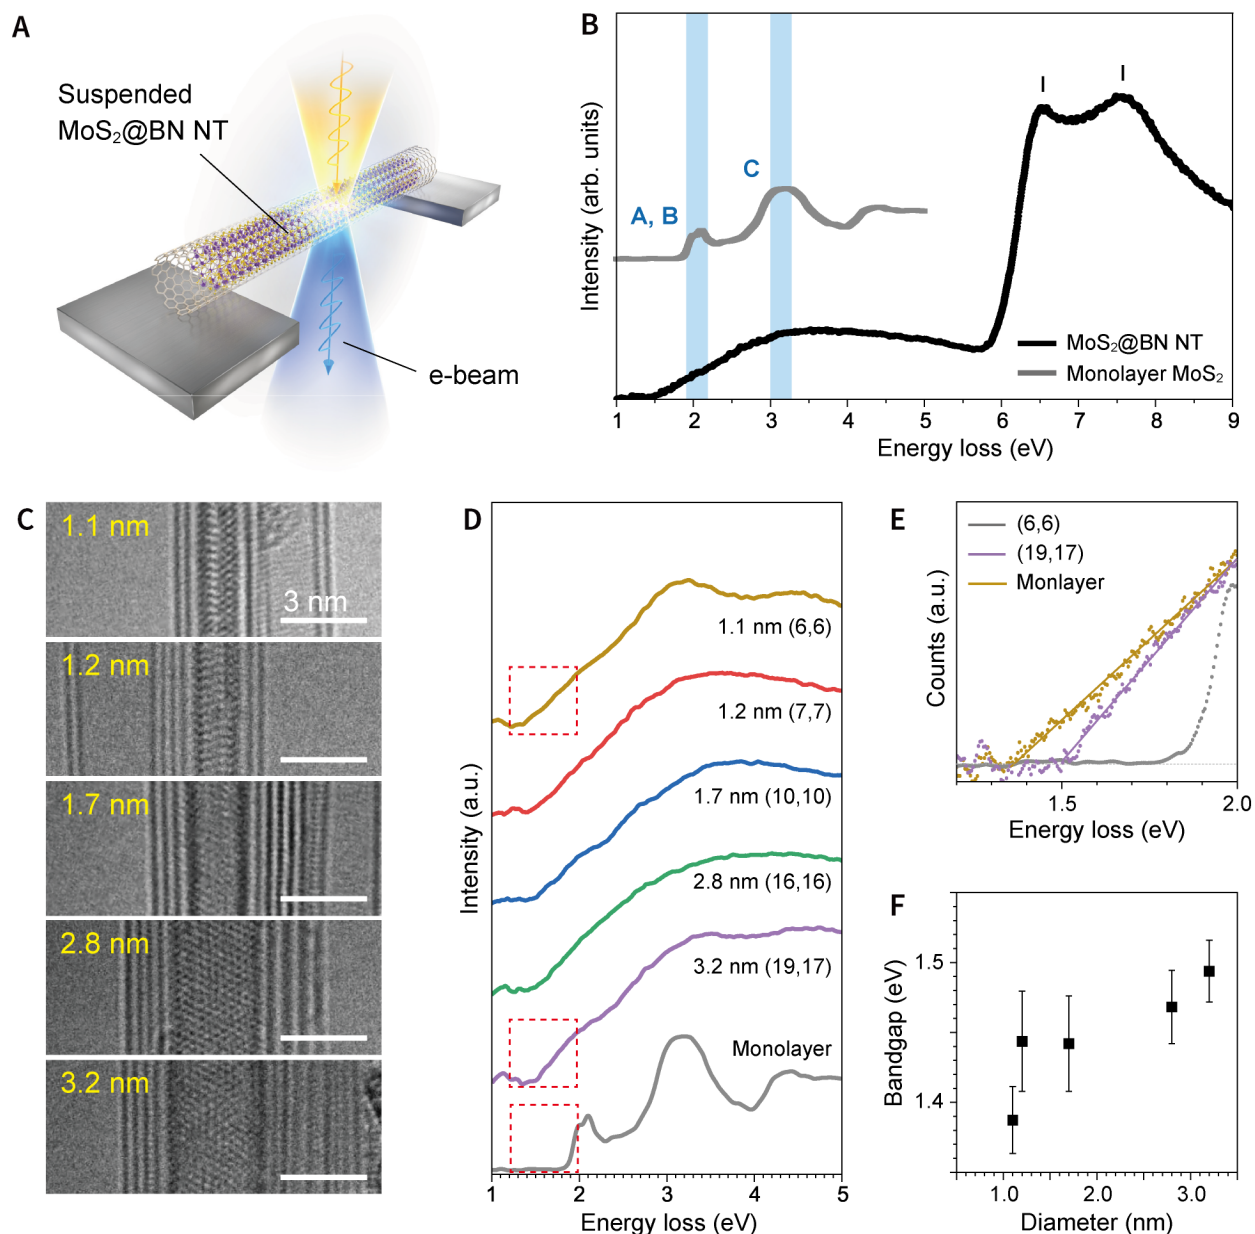 A
Suspended
MoS₂@BN NT
e-beam
B
Intensity (arb. units)
A, B
C
I
I
MoS₂@BN NT
Monolayer MoS₂
1 2 3 4 5 6 7 8 9
Energy loss (eV)
C
1.1 nm
3 nm
1.2 nm
1.7 nm
2.8 nm
3.2 nm
D
Intensity (a.u.)
1.1 nm (6,6)
1.2 nm (7,7)
1.7 nm (10,10)
2.8 nm (16,16)
3.2 nm (19,17)
Monolayer
1 2 3 4 5
Energy loss (eV)
E
Counts (a.u.)
(6,6)
(19,17)
Monlayer
1.5 2.0
Energy loss (eV)
F
Bandgap (eV)
1.5
1.4
1.0 2.0 3.0
Diameter (nm)